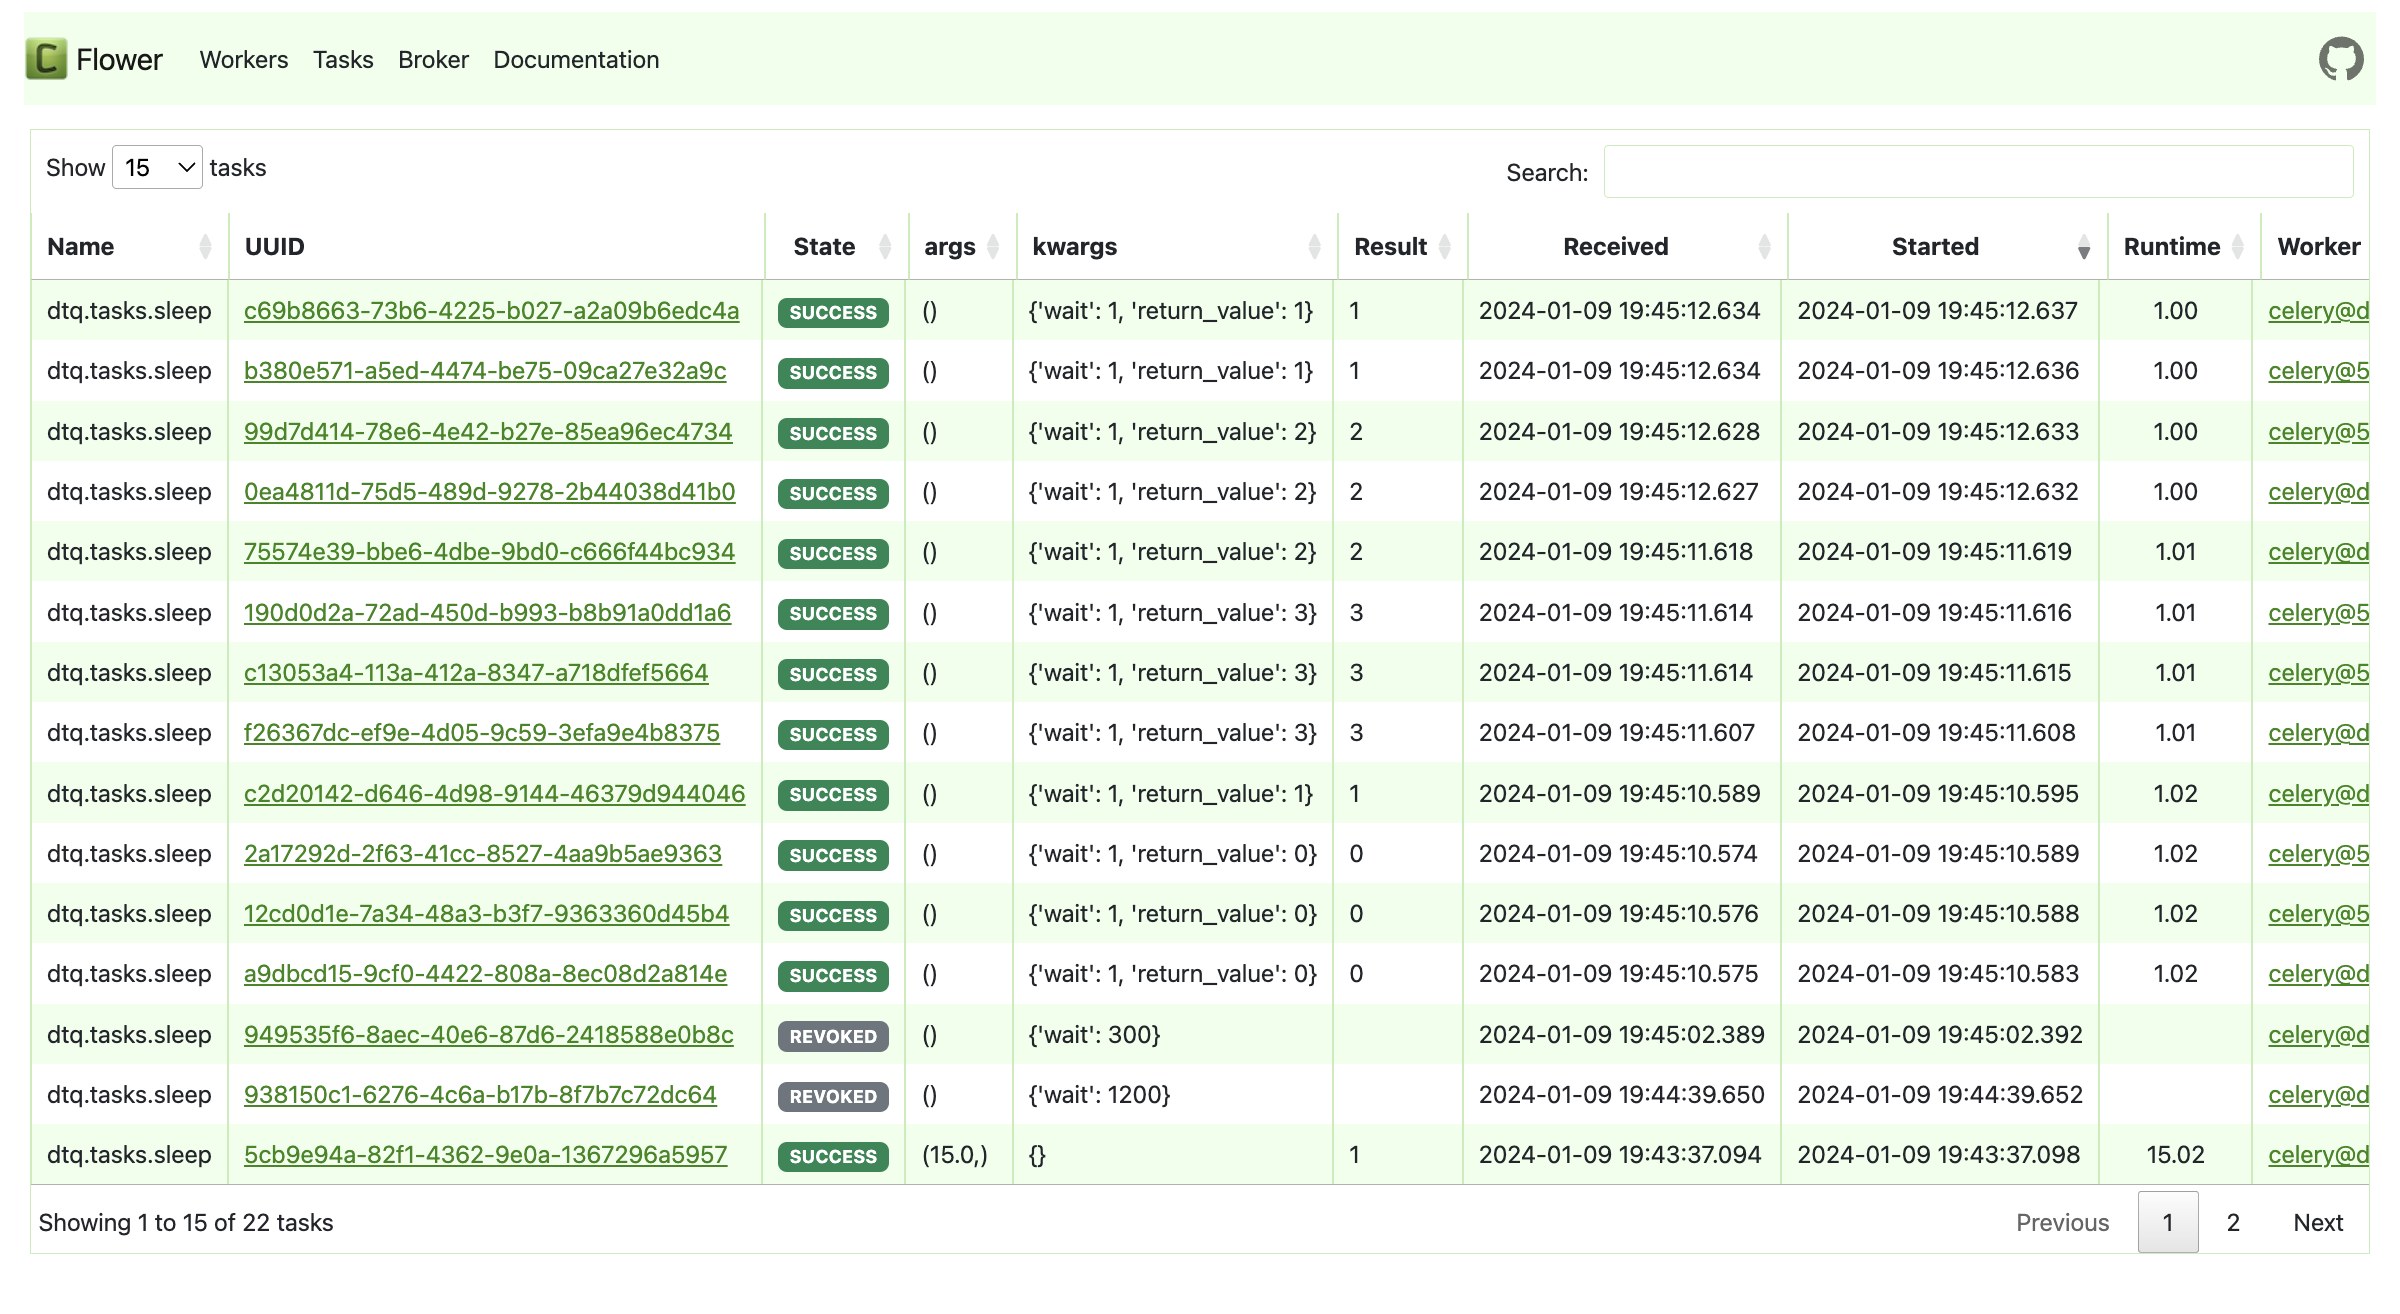 C Flower Workers Tasks Broker Documentation
Show 15 tasks Search:
Name UUID State args kwargs Result Received Started Runtime Worker
dtq.tasks.sleep c69b8663-73b6-4225-b027-a2a09b6edc4a SUCCESS () {'wait': 1, 'return_value': 1} 1 2024-01-09 19:45:12.634 2024-01-09 19:45:12.637 1.00 celery@d
dtq.tasks.sleep b380e571-a5ed-4474-be75-09ca27e32a9c SUCCESS () {'wait': 1, 'return_value': 1} 1 2024-01-09 19:45:12.634 2024-01-09 19:45:12.636 1.00 celery@5
dtq.tasks.sleep 99d7d414-78e6-4e42-b27e-85ea96ec4734 SUCCESS () {'wait': 1, 'return_value': 2} 2 2024-01-09 19:45:12.628 2024-01-09 19:45:12.633 1.00 celery@5
dtq.tasks.sleep 0ea4811d-75d5-489d-9278-2b44038d41b0 SUCCESS () {'wait': 1, 'return_value': 2} 2 2024-01-09 19:45:12.627 2024-01-09 19:45:12.632 1.00 celery@d
dtq.tasks.sleep 75574e39-bbe6-4dbe-9bd0-c666f44bc934 SUCCESS () {'wait': 1, 'return_value': 2} 2 2024-01-09 19:45:11.618 2024-01-09 19:45:11.619 1.01 celery@d
dtq.tasks.sleep 190d0d2a-72ad-450d-b993-b8b91a0dd1a6 SUCCESS () {'wait': 1, 'return_value': 3} 3 2024-01-09 19:45:11.614 2024-01-09 19:45:11.616 1.01 celery@5
dtq.tasks.sleep c13053a4-113a-412a-8347-a718dfef5664 SUCCESS () {'wait': 1, 'return_value': 3} 3 2024-01-09 19:45:11.614 2024-01-09 19:45:11.615 1.01 celery@5
dtq.tasks.sleep f26367dc-ef9e-4d05-9c59-3efa9e4b8375 SUCCESS () {'wait': 1, 'return_value': 3} 3 2024-01-09 19:45:11.607 2024-01-09 19:45:11.608 1.01 celery@d
dtq.tasks.sleep c2d20142-d646-4d98-9144-46379d944046 SUCCESS () {'wait': 1, 'return_value': 1} 1 2024-01-09 19:45:10.589 2024-01-09 19:45:10.595 1.02 celery@d
dtq.tasks.sleep 2a17292d-2f63-41cc-8527-4aa9b5ae9363 SUCCESS () {'wait': 1, 'return_value': 0} 0 2024-01-09 19:45:10.574 2024-01-09 19:45:10.589 1.02 celery@5
dtq.tasks.sleep 12cd0d1e-7a34-48a3-b3f7-9363360d45b4 SUCCESS () {'wait': 1, 'return_value': 0} 0 2024-01-09 19:45:10.576 2024-01-09 19:45:10.588 1.02 celery@5
dtq.tasks.sleep a9dbcd15-9cf0-4422-808a-8ec08d2a814e SUCCESS () {'wait': 1, 'return_value': 0} 0 2024-01-09 19:45:10.575 2024-01-09 19:45:10.583 1.02 celery@d
dtq.tasks.sleep 949535f6-8aec-40e6-87d6-2418588e0b8c REVOKED () {'wait': 300} 2024-01-09 19:45:02.389 2024-01-09 19:45:02.392 celery@d
dtq.tasks.sleep 938150c1-6276-4c6a-b17b-8f7b7c72dc64 REVOKED () {'wait': 1200} 2024-01-09 19:44:39.650 2024-01-09 19:44:39.652 celery@d
dtq.tasks.sleep 5cb9e94a-82f1-4362-9e0a-1367296a5957 SUCCESS (15.0,) {} 1 2024-01-09 19:43:37.094 2024-01-09 19:43:37.098 15.02 celery@d
Showing 1 to 15 of 22 tasks Previous 1 2 Next